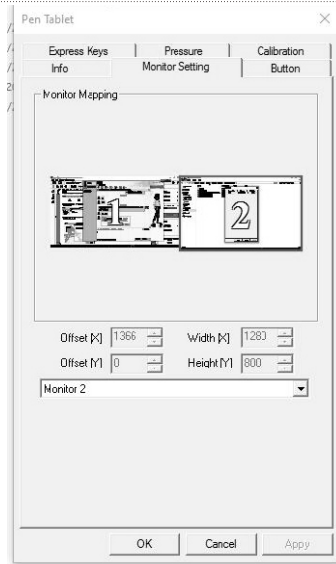 Pen Tablet
Express Keys Pressure Calibration
Info Monitor Setting Button
Monitor Mapping
1 2
Offset [X] 1366 Width [X] 1280
Offset [Y] 0 Height [Y] 800
Monitor 2
OK Cancel Apply